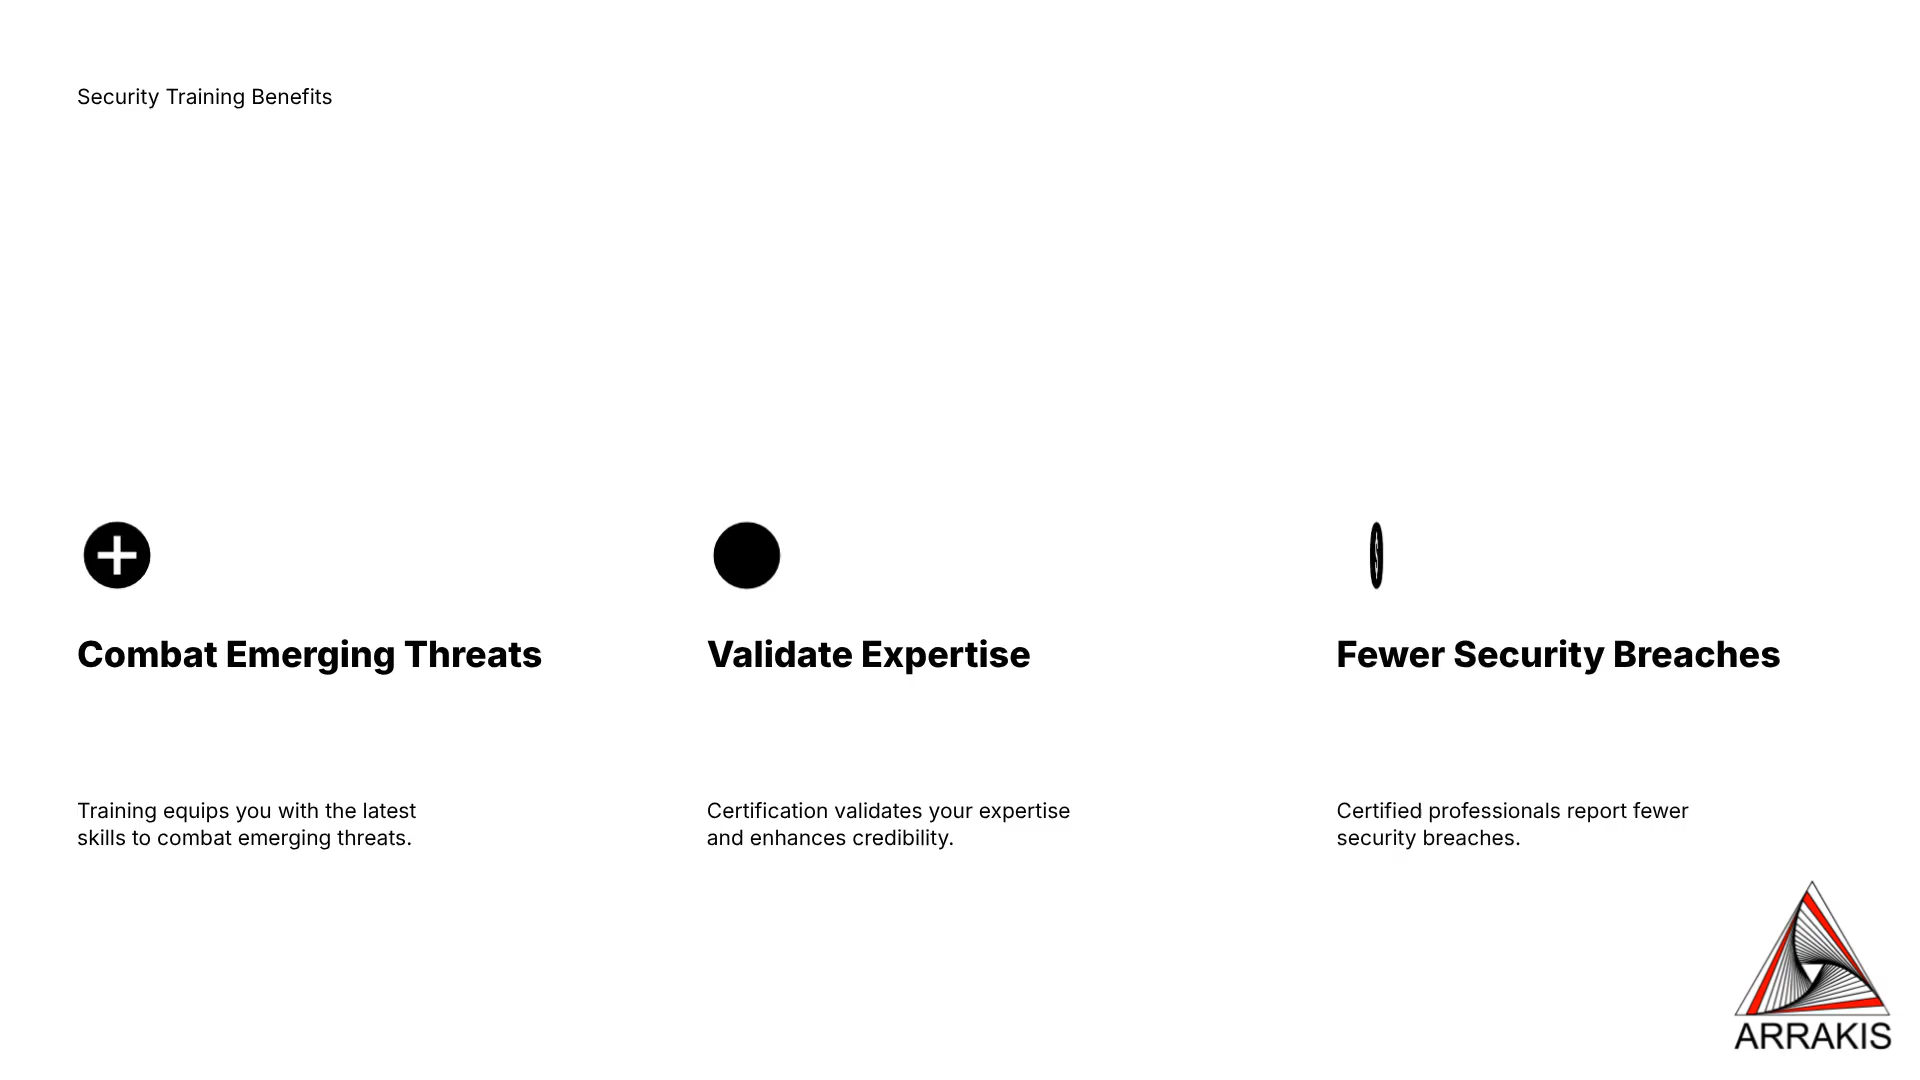 Security Training Benefits
Combat Emerging Threats
Validate Expertise
Fewer Security Breaches
Training equips you with the latest
skills to combat emerging threats.
Certification validates your expertise
and enhances credibility.
Certified professionals report fewer
security breaches.
ARRAKIS